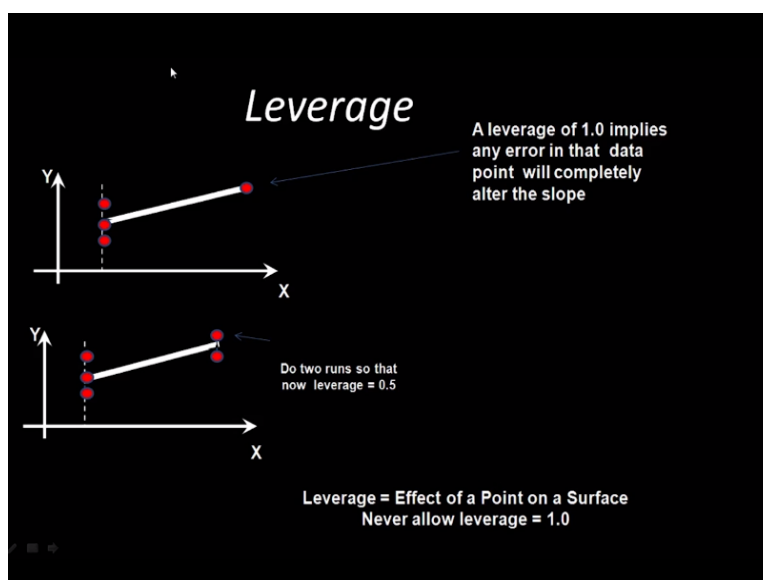 Leverage
A leverage of 1.0 implies
any error in that data
point will completely
alter the slope
Y
X
Y
Do two runs so that
now leverage = 0.5
X
Leverage = Effect of a Point on a Surface
Never allow leverage = 1.0